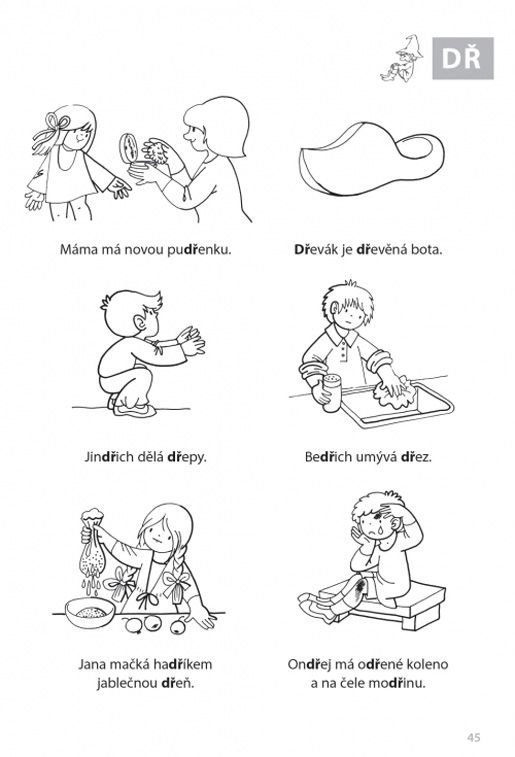 DŘ
Máma má novou pudřenku.
Dřevák je dřevěná bota.
Jindřich dělá dřepy.
Bedřich umývá dřez.
Jana mačká hadříkem
jablečnou dřeň.
Ondřej má odřené koleno
a na čele modřinu.
45